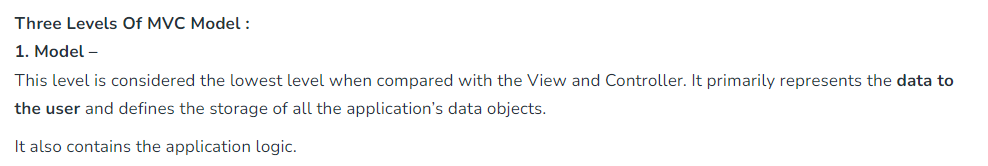 Three Levels Of MVC Model :
1. Model –
This level is considered the lowest level when compared with the View and Controller. It primarily represents the data to
the user and defines the storage of all the application’s data objects.
It also contains the application logic.